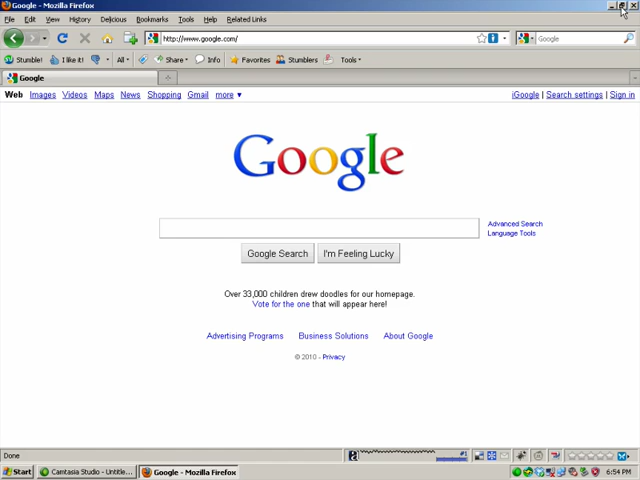 Google - Mozilla Firefox
File Edit View History Delicious Bookmarks Tools Help Related Links
http://www.google.com/ Google
Stumble! I like it! All Share Info Favorites Stumblers Tools
Google
Web Images Videos Maps News Shopping Gmail more ▼ iGoogle | Search settings | Sign in
Google
Advanced Search
Language Tools
Google Search I'm Feeling Lucky
Over 33,000 children drew doodles for our homepage.
Vote for the one that will appear here!
Advertising Programs Business Solutions About Google
© 2010 - Privacy
Done #1
Start Camtasia Studio - Untitle... Google - Mozilla Firefox 6:54 PM